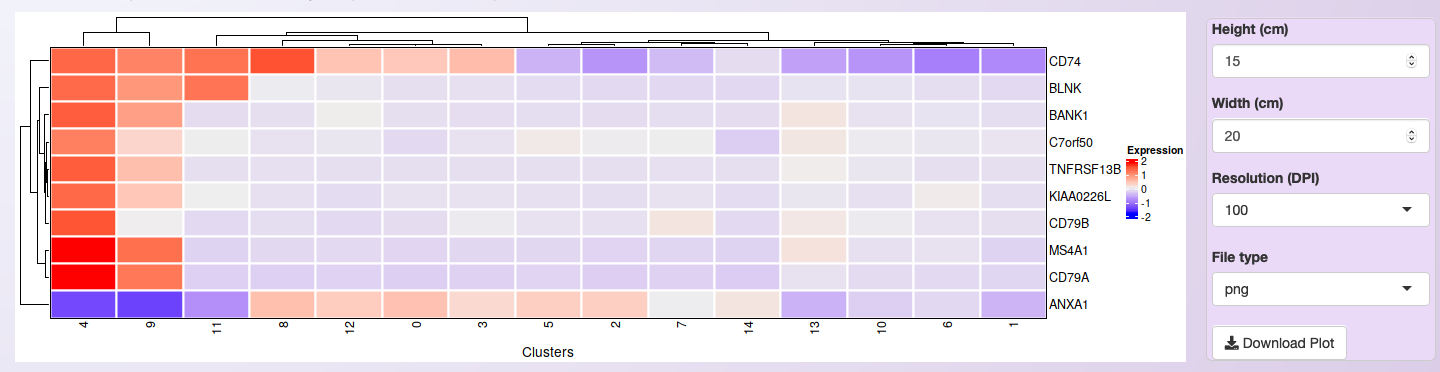 CD74
BLNK
BANK1
C7orf50
TNFRSF13B
KIAA0226L
CD79B
MS4A1
CD79A
ANXA1
4 9 11 8 12 0 3 5 2 7 14 13 10 6 1
Clusters
Expression
2
1
0
-1
-2
Height (cm)
15
Width (cm)
20
Resolution (DPI)
100
File type
png
Download Plot